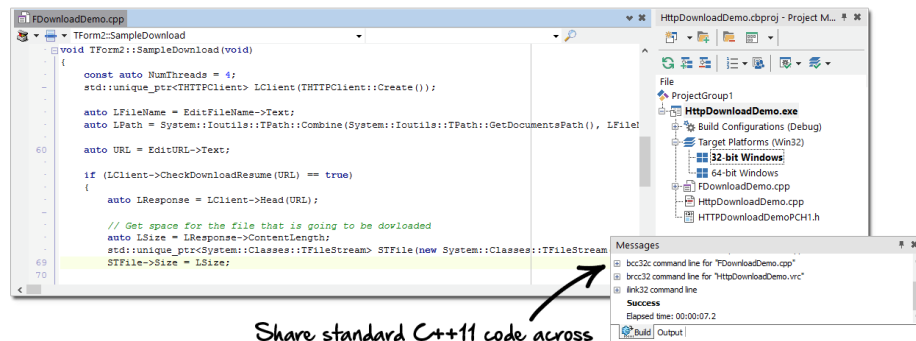 FDownloadDemo.cpp
TForm2::SampleDownload
void TForm2::SampleDownload(void)
{
const auto NumThreads = 4;
std::unique_ptr<THTTPClient> LClient(THTTPClient::Create());
auto LFileName = EditFileName->Text;
auto LPath = System::Ioutils::TPath::Combine(System::Ioutils::TPath::GetDocumentsPath(), LFileN
60 auto URL = EditURL->Text;
if (LClient->CheckDownloadResume(URL) == true)
{
auto LResponse = LClient->Head(URL);
// Get space for the file that is going to be dowloaded
auto LSize = LResponse->ContentLength;
std::unique_ptr<System::Classes::TFileStream> STFile(new System::Classes::TFileStream
69 STFile->Size = LSize;
70
HttpDownloadDemo.cbproj - Project M...
File
ProjectGroup1
HttpDownloadDemo.exe
Build Configurations (Debug)
Target Platforms (Win32)
32-bit Windows
64-bit Windows
FDownloadDemo.cpp
HttpDownloadDemo.cpp
HTTPDownloadDemoPCH1.h
Messages
bcc32c command line for "FDownloadDemo.cpp"
brcc32 command line for "HttpDownloadDemo.vrc"
ilink32 command line
Success
Elapsed time: 00:00:07.2
Build Output
Share standard C++11 code across